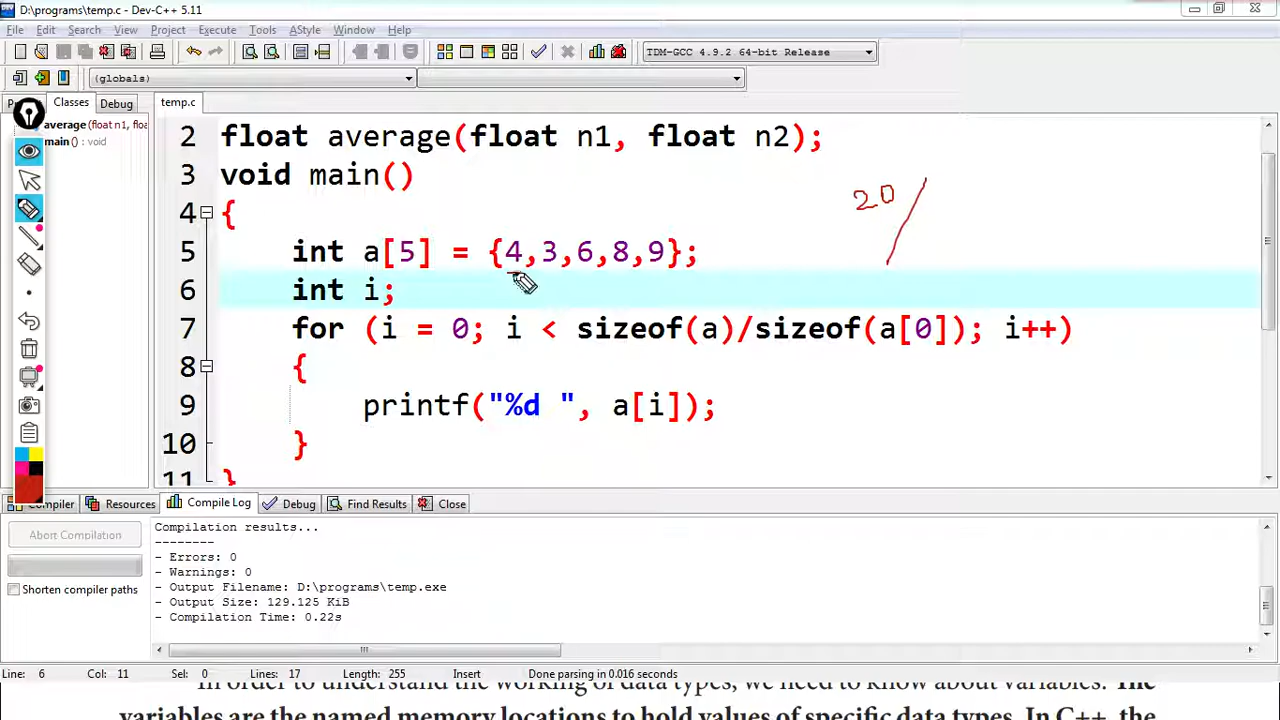 D:\programs\temp.c - Dev-C++ 5.11
File Edit Search View Project Execute Tools AStyle Window Help
TDM-GCC 4.9.2 64-bit Release
(globals)
Classes Debug temp.c
average (float n1, floa
main () : void
2 float average(float n1, float n2);
3 void main()
4 {
5 int a[5] = {4,3,6,8,9};
6 int i;
7 for (i = 0; i < sizeof(a)/sizeof(a[0]); i++)
8 {
9 printf("%d ", a[i]);
10 }
11 }
20/
Compiler Resources Compile Log Debug Find Results Close
Abort Compilation
Shorten compiler paths
Compilation results...
--------
- Errors: 0
- Warnings: 0
- Output Filename: D:\programs\temp.exe
- Output Size: 129.125 KiB
- Compilation Time: 0.22s
Line: 6 Col: 11 Sel: 0 Lines: 17 Length: 255 Insert Done parsing in 0.016 seconds
In order to understand the working of data types, we need to know about variables. The
variables are the named memory locations to hold values of specific data types. In C++, the